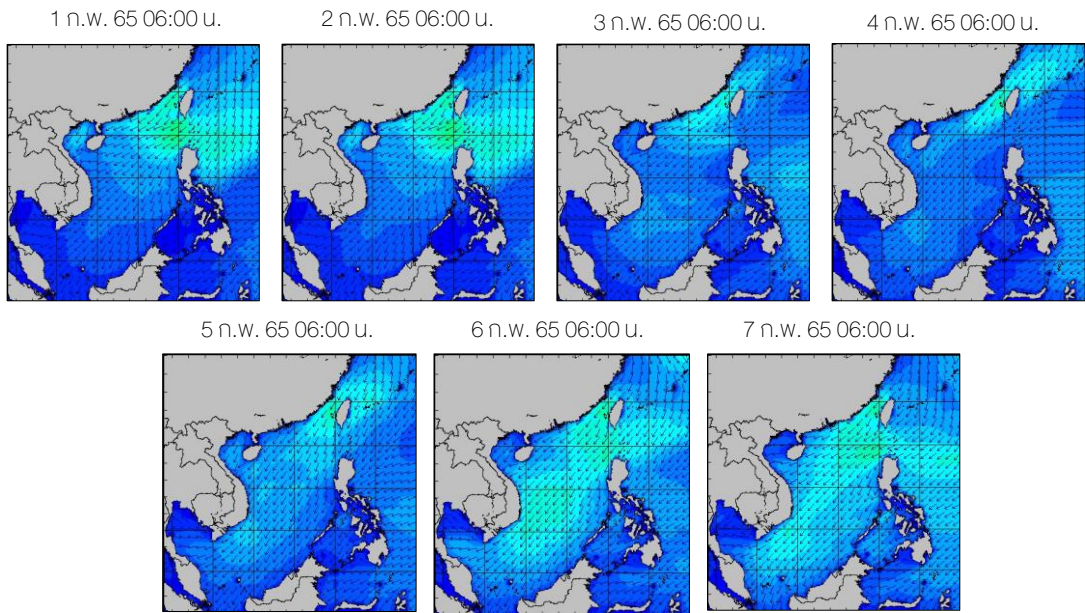 1 ก.พ. 65 06:00 น.
2 ก.พ. 65 06:00 น.
3 ก.พ. 65 06:00 น.
4 ก.พ. 65 06:00 น.
5 ก.พ. 65 06:00 น.
6 ก.พ. 65 06:00 น.
7 ก.พ. 65 06:00 น.